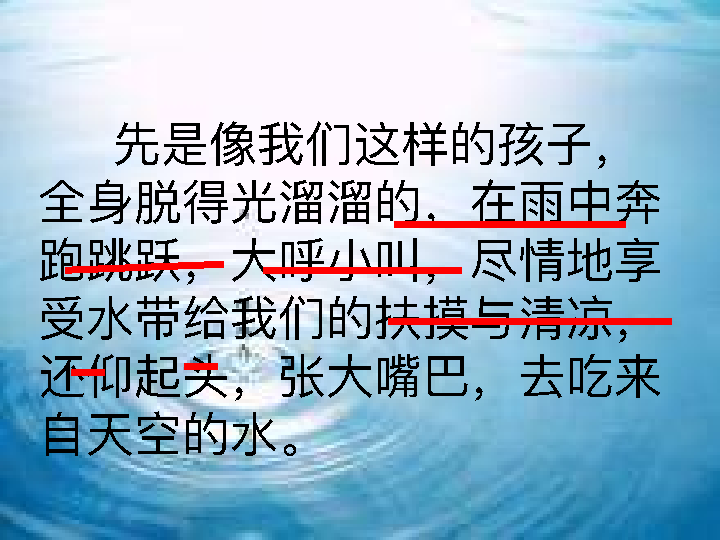 先是像我们这样的孩子，
全身脱得光溜溜的，在雨中奔
跑跳跃，大呼小叫，尽情地享
受水带给我们的扶摸与清凉，
还仰起头，张大嘴巴，去吃来
自天空的水。